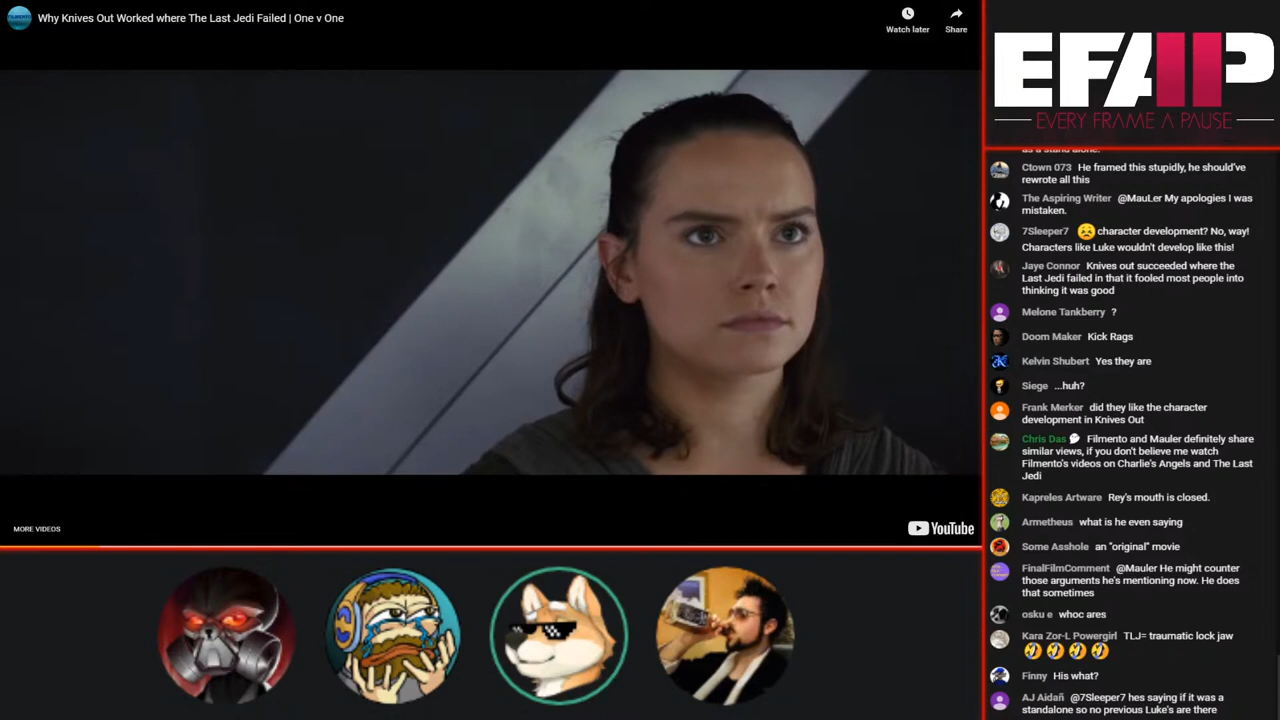 Why Knives Out Worked where The Last Jedi Failed | One v One
Watch later
Share
MORE VIDEOS
YouTube
EFAP
EVERY FRAME A PAUSE
as a stand alone.
Ctown 073 He framed this stupidly, he should've
rewrote all this
The Aspiring Writer @MauLer My apologies I was
mistaken.
7Sleeper7 character development? No, way!
Characters like Luke wouldn't develop like this!
Jaye Connor Knives out succeeded where the
Last Jedi failed in that it fooled most people into
thinking it was good
Melone Tankberry ?
Doom Maker Kick Rags
Kelvin Shubert Yes they are
Siege ...huh?
Frank Merker did they like the character
development in Knives Out
Chris Das Filmento and Mauler definitely share
similar views, if you don't believe me watch
Filmento's videos on Charlie's Angels and The Last
Jedi
Kapreles Artware Rey's mouth is closed.
Armetheus what is he even saying
Some Asshole an "original" movie
FinalFilmComment @Mauler He might counter
those arguments he's mentioning now. He does
that sometimes
osku e whoc ares
Kara Zor-L Powergirl TLJ= traumatic lock jaw
Finny His what?
AJ Aidañ @7Sleeper7 hes saying if it was a
standalone so no previous Luke's are there